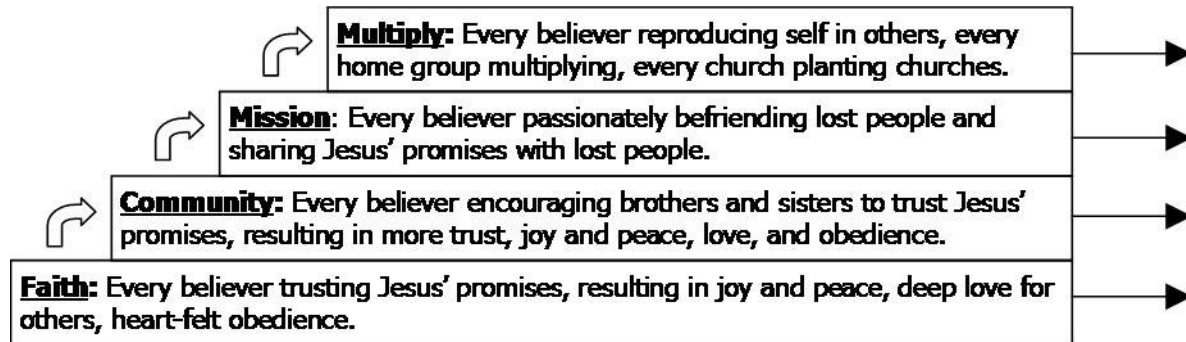 Multiply: Every believer reproducing self in others, every
home group multiplying, every church planting churches.
Mission: Every believer passionately befriending lost people and
sharing Jesus’ promises with lost people.
Community: Every believer encouraging brothers and sisters to trust Jesus’
promises, resulting in more trust, joy and peace, love, and obedience.
Faith: Every believer trusting Jesus’ promises, resulting in joy and peace, deep love for
others, heart-felt obedience.